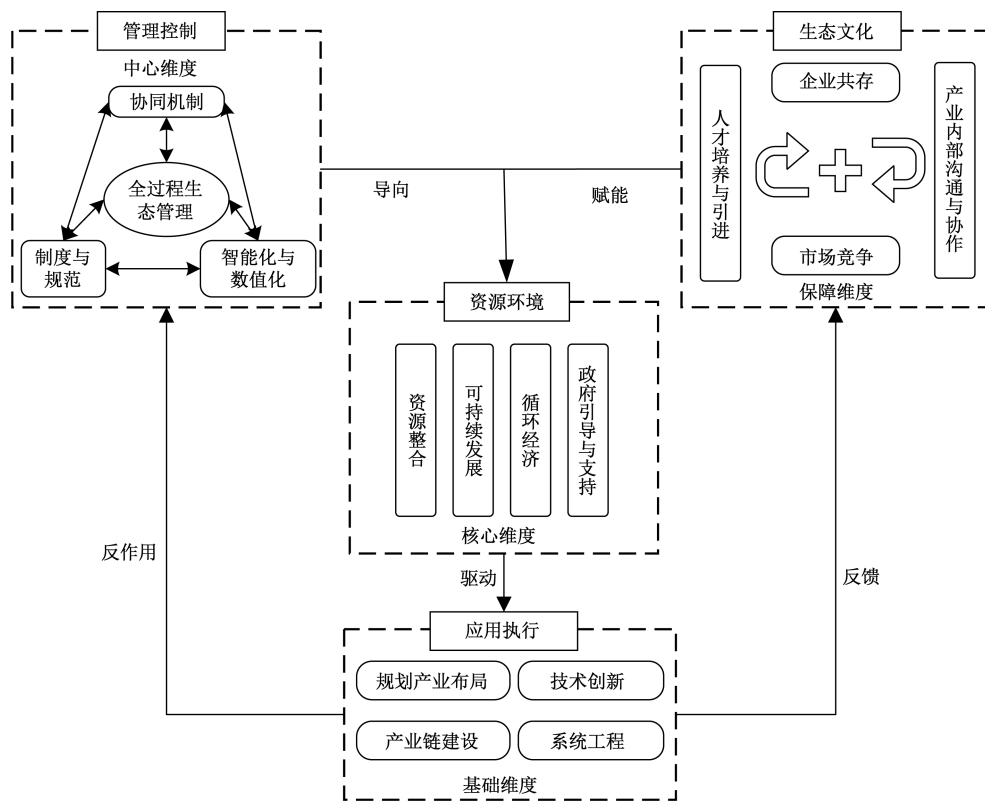 管理控制
中心维度
协同机制
全过程生
态管理
制度与
规范
智能化与
数值化
导向
赋能
生态文化
人才培养与引进
企业共存
市场竞争
产业内部沟通与协作
保障维度
资源环境
资源整合
可持续发展
循环经济
政府引导与支持
核心维度
反作用
驱动
反馈
应用执行
规划产业布局
技术创新
产业链建设
系统工程
基础维度